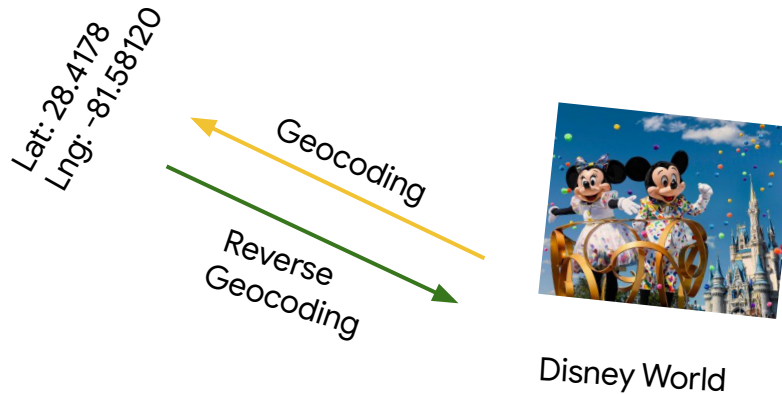 Lat: 28.4178
Lng: -81.58120
Geocoding
Reverse
Geocoding
Disney World